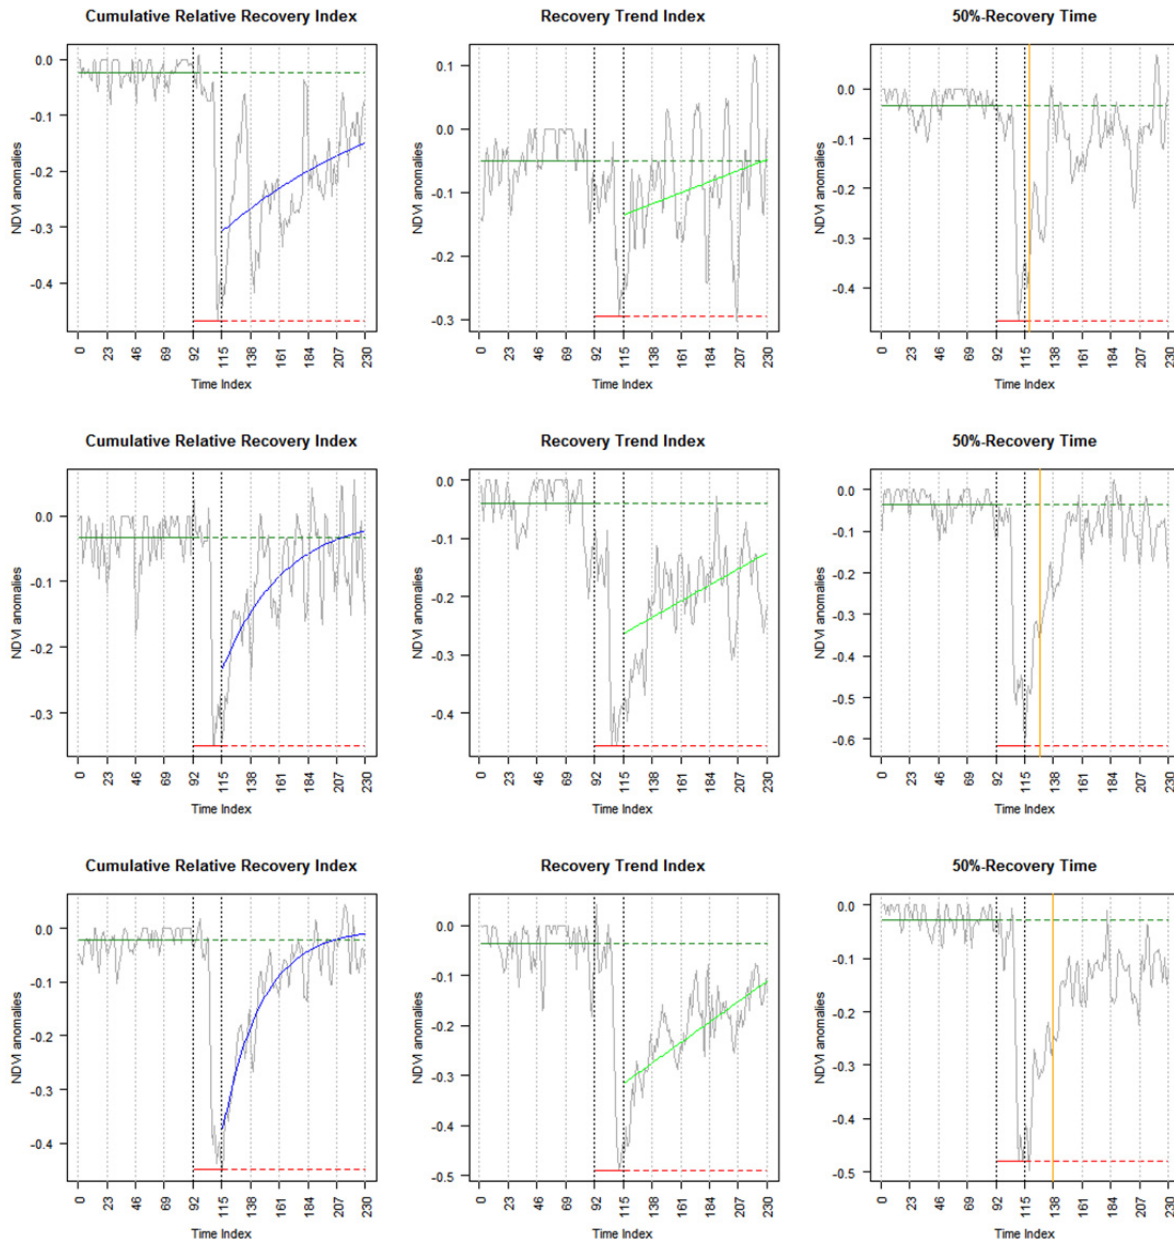 Cumulative Relative Recovery Index
NDVI anomalies
0.0
-0.1
-0.2
-0.3
-0.4
0 23 46 69 92 115 138 161 184 207 230
Time Index
Recovery Trend Index
NDVI anomalies
0.1
0.0
-0.1
-0.2
-0.3
0 23 46 69 92 115 138 161 184 207 230
Time Index
50%-Recovery Time
NDVI anomalies
0.0
-0.1
-0.2
-0.3
-0.4
0 23 46 69 92 115 138 161 184 207 230
Time Index
Cumulative Relative Recovery Index
NDVI anomalies
0.0
-0.1
-0.2
-0.3
0 23 46 69 92 115 138 161 184 207 230
Time Index
Recovery Trend Index
NDVI anomalies
0.0
-0.1
-0.2
-0.3
-0.4
0 23 46 69 92 115 138 161 184 207 230
Time Index
50%-Recovery Time
NDVI anomalies
0.0
-0.1
-0.2
-0.3
-0.4
-0.5
-0.6
0 23 46 69 92 115 138 161 184 207 230
Time Index
Cumulative Relative Recovery Index
NDVI anomalies
0.0
-0.1
-0.2
-0.3
-0.4
0 23 46 69 92 115 138 161 184 207 230
Time Index
Recovery Trend Index
NDVI anomalies
0.0
-0.1
-0.2
-0.3
-0.4
-0.5
0 23 46 69 92 115 138 161 184 207 230
Time Index
50%-Recovery Time
NDVI anomalies
0.0
-0.1
-0.2
-0.3
-0.4
-0.5
0 23 46 69 92 115 138 161 184 207 230
Time Index